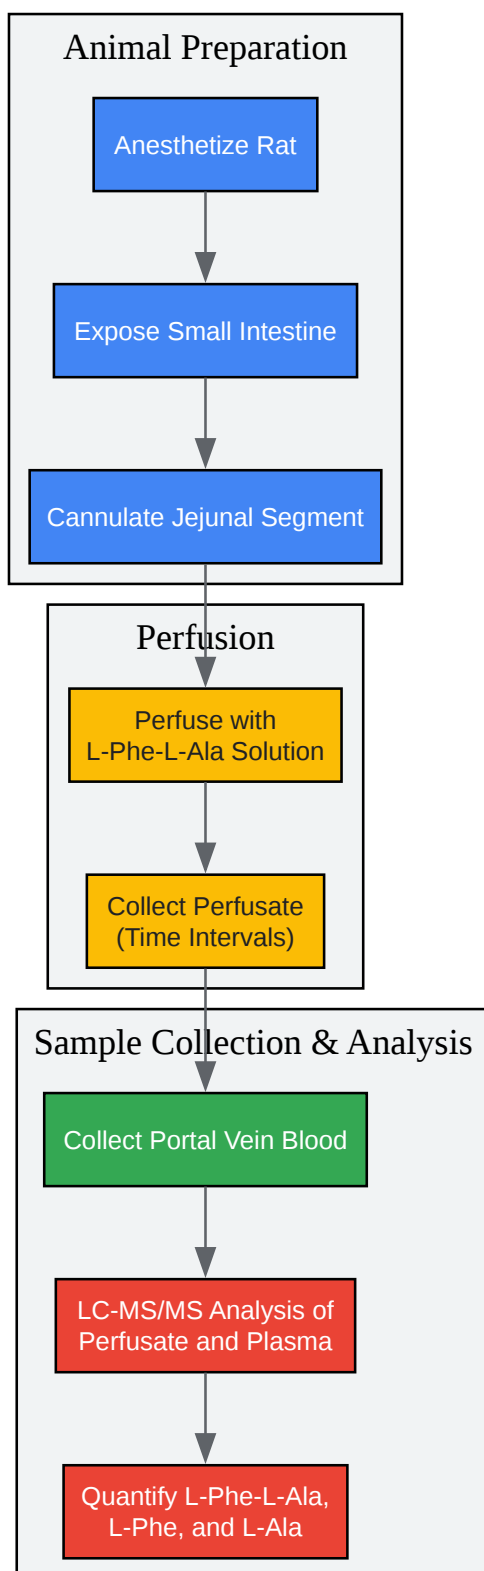 Animal Preparation
Anesthetize Rat
Expose Small Intestine
Cannulate Jejunal Segment
Perfusion
Perfuse with
L-Phe-L-Ala Solution
Collect Perfusate
(Time Intervals)
Sample Collection & Analysis
Collect Portal Vein Blood
LC-MS/MS Analysis of
Perfusate and Plasma
Quantify L-Phe-L-Ala,
L-Phe, and L-Ala